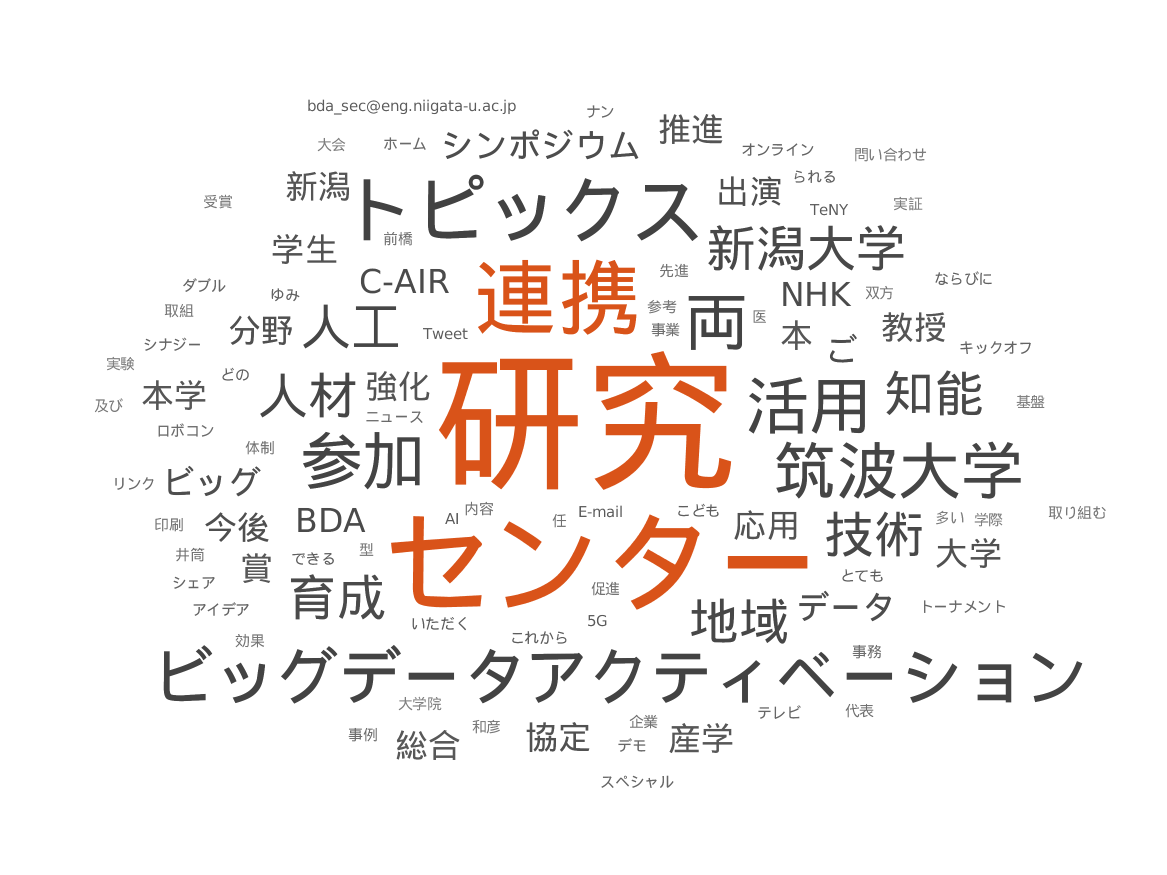 bda_sec@eng.niigata-u.ac.jp
ナン
大会
ホーム
シンポジウム
推進
オンライン
問い合わせ
受賞
新潟
トピックス
出演
られる
TeNY
実証
学生
前橋
新潟大学
ダブル
ゆみ
C-AIR
連携
先進
NHK
双方
ならびに
取組
分野
人工
Tweet
参考
事業
両
医
本
ご
教授
シナジー
キックオフ
実験
どの
本学
人材
強化
研究
活用
知能
及び
ニュース
基盤
ロボコン
体制
参加
筑波大学
リンク
ビッグ
印刷
今後
BDA
AI
内容
任
E-mail
こども
応用
技術
多い
学際
取り組む
センター
井筒
賞
できる
型
大学
シェア
とても
アイデア
育成
促進
データ
トーナメント
いただく
これから
5G
地域
効果
事務
ビッグデータアクティベーション
大学院
テレビ
代表
事例
総合
和彦
協定
企業
デモ
産学
スペシャル